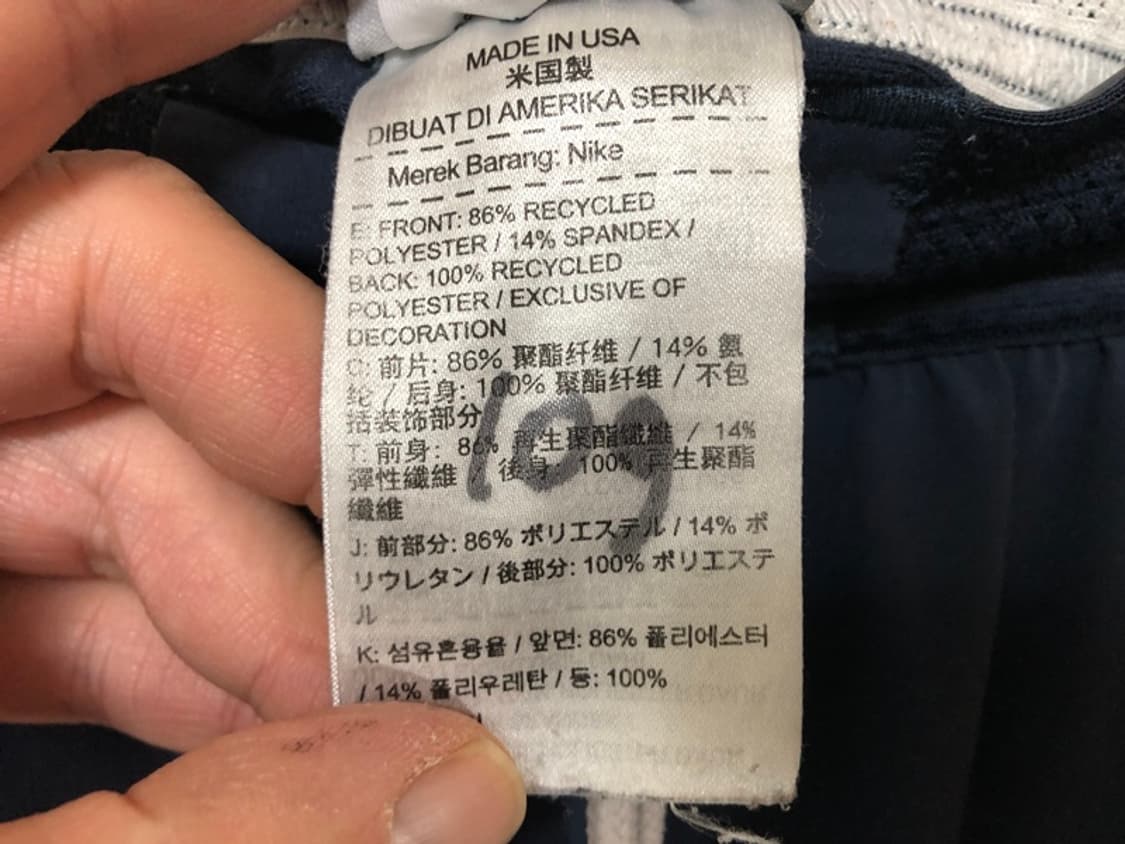 MADE IN USA
米国製
DIBUAT DI AMERIKA SERIKAT
Merek Barang: Nike
E: FRONT: 86% RECYCLED
POLYESTER / 14% SPANDEX /
BACK: 100% RECYCLED
POLYESTER / EXCLUSIVE OF
DECORATION
C: 前片: 86% 聚酯纤维 / 14% 氨
纶 / 后身: 100% 聚酯纤维 / 不包
括装饰部分
T: 前身: 86% 再生聚酯纖維 / 14%
彈性纖維 / 後身: 100% 再生聚酯
纖維
109
J: 前部分: 86% ポリエステル / 14% ポ
リウレタン / 後部分: 100% ポリエステ
ル
K: 섬유혼용율 / 앞면: 86% 폴리에스터
/ 14% 폴리우레탄 / 등: 100%